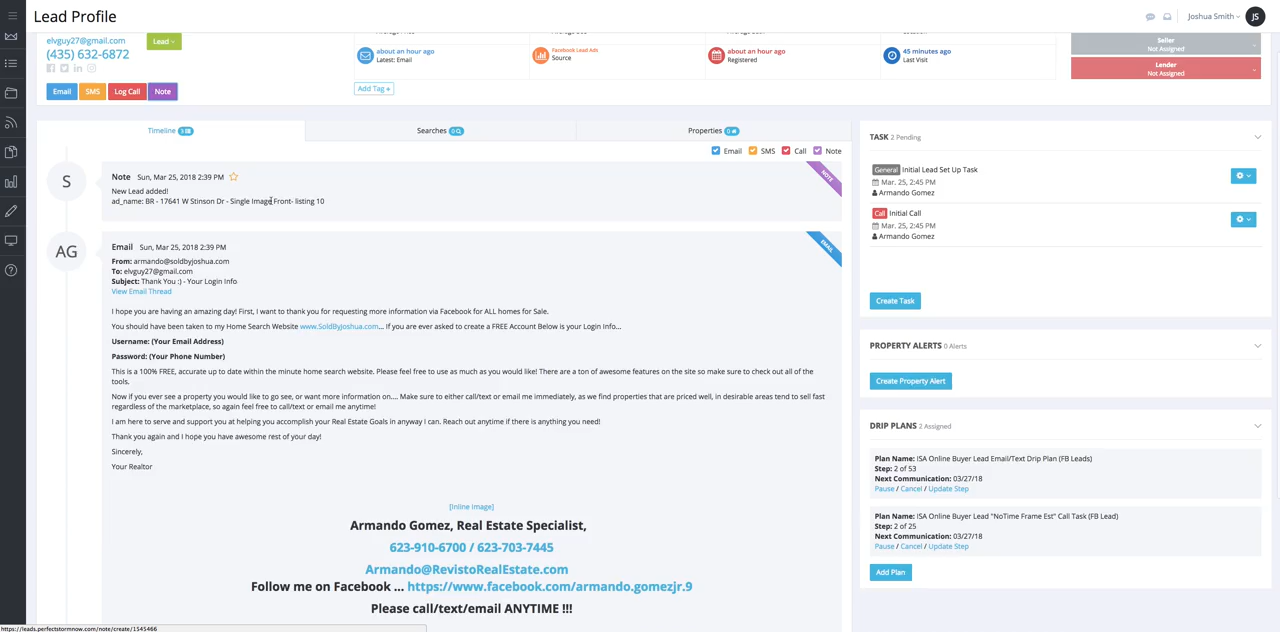 Lead Profile
Joshua Smith
JS
elvguy27@gmail.com
Lead
(435) 632-6872
about an hour ago
Latest: Email
Facebook Lead Ads
Source
about an hour ago
Registered
45 minutes ago
Last Visit
Seller
Not Assigned
Lender
Not Assigned
Email
SMS
Log Call
Note
Add Tag +
Timeline 3
Searches 0
Properties 0
Email SMS Call Note
S
Note Sun, Mar 25, 2018 2:39 PM
NOTE
New Lead added!
ad_name: BR - 17641 W Stinson Dr - Single Image Front- listing 10
AG
Email Sun, Mar 25, 2018 2:39 PM
EMAIL
From: armando@soldbyjoshua.com
To: elvguy27@gmail.com
Subject: Thank You :) - Your Login Info
View Email Thread
I hope you are having an amazing day! First, I want to thank you for requesting more information via Facebook for ALL homes for Sale.
You should have been taken to my Home Search Website www.SoldByJoshua.com... If you are ever asked to create a FREE Account Below is your Login Info...
Username: (Your Email Address)
Password: (Your Phone Number)
This is a 100% FREE, accurate up to date within the minute home search website. Please feel free to use as much as you would like! There are a ton of awesome features on the site so make sure to check out all of the
tools.
Now if you ever see a property you would like to go see, or want more information on.... Make sure to either call/text or email me immediately, as we find properties that are priced well, in desirable areas tend to sell fast
regardless of the marketplace, so again feel free to call/text or email me anytime!
I am here to serve and support you at helping you accomplish your Real Estate Goals in anyway I can. Reach out anytime if there is anything you need!
Thank you again and I hope you have awesome rest of your day!
Sincerely,
Your Realtor
[Inline image]
Armando Gomez, Real Estate Specialist,
623-910-6700 / 623-703-7445
Armando@RevistoRealEstate.com
Follow me on Facebook ... https://www.facebook.com/armando.gomezjr.9
Please call/text/email ANYTIME !!!
TASK 2 Pending
General Initial Lead Set Up Task
Mar. 25, 2:45 PM
Armando Gomez
Call Initial Call
Mar. 25, 2:45 PM
Armando Gomez
Create Task
PROPERTY ALERTS 0 Alerts
Create Property Alert
DRIP PLANS 2 Assigned
Plan Name: ISA Online Buyer Lead Email/Text Drip Plan (FB Leads)
Step: 2 of 53
Next Communication: 03/27/18
Pause / Cancel / Update Step
Plan Name: ISA Online Buyer Lead "NoTime Frame Est" Call Task (FB Lead)
Step: 2 of 25
Next Communication: 03/27/18
Pause / Cancel / Update Step
Add Plan
https://leads.perfectstormnow.com/note/create/1545466